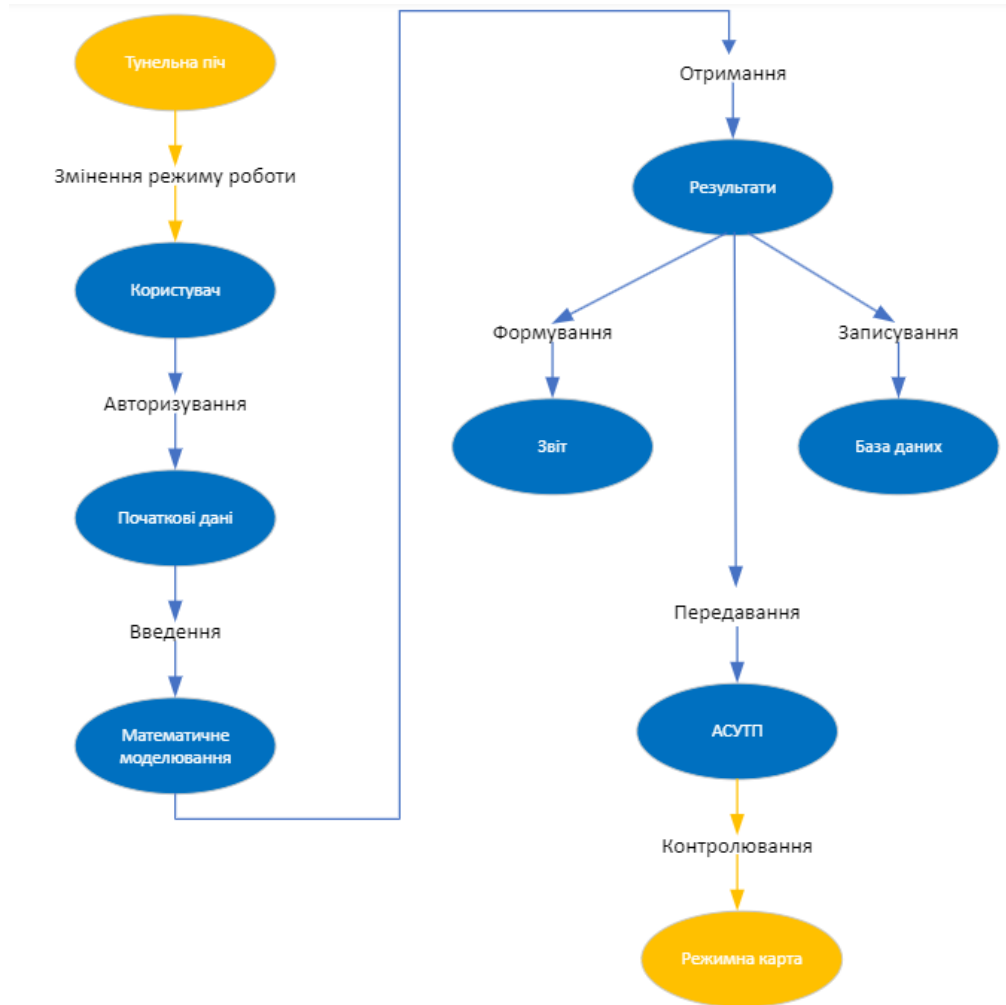 Тунельна піч
Змінення режиму роботи
Користувач
Авторизування
Початкові дані
Введення
Математичне
моделювання
Отримання
Результати
Формування
Записування
Звіт
База даних
Передавання
АСУТП
Контролювання
Режимна карта